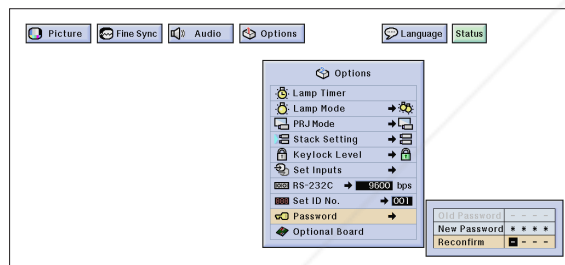 Picture Fine Sync Audio Options Language Status
Options
Lamp Timer
Lamp Mode
PRJ Mode
Stack Setting
Keylock Level
Set Inputs
RS-232C 9600 bps
Set ID No. 001
Password
Optional Board
Old Password - - - -
New Password * * * *
Reconfirm - - - -